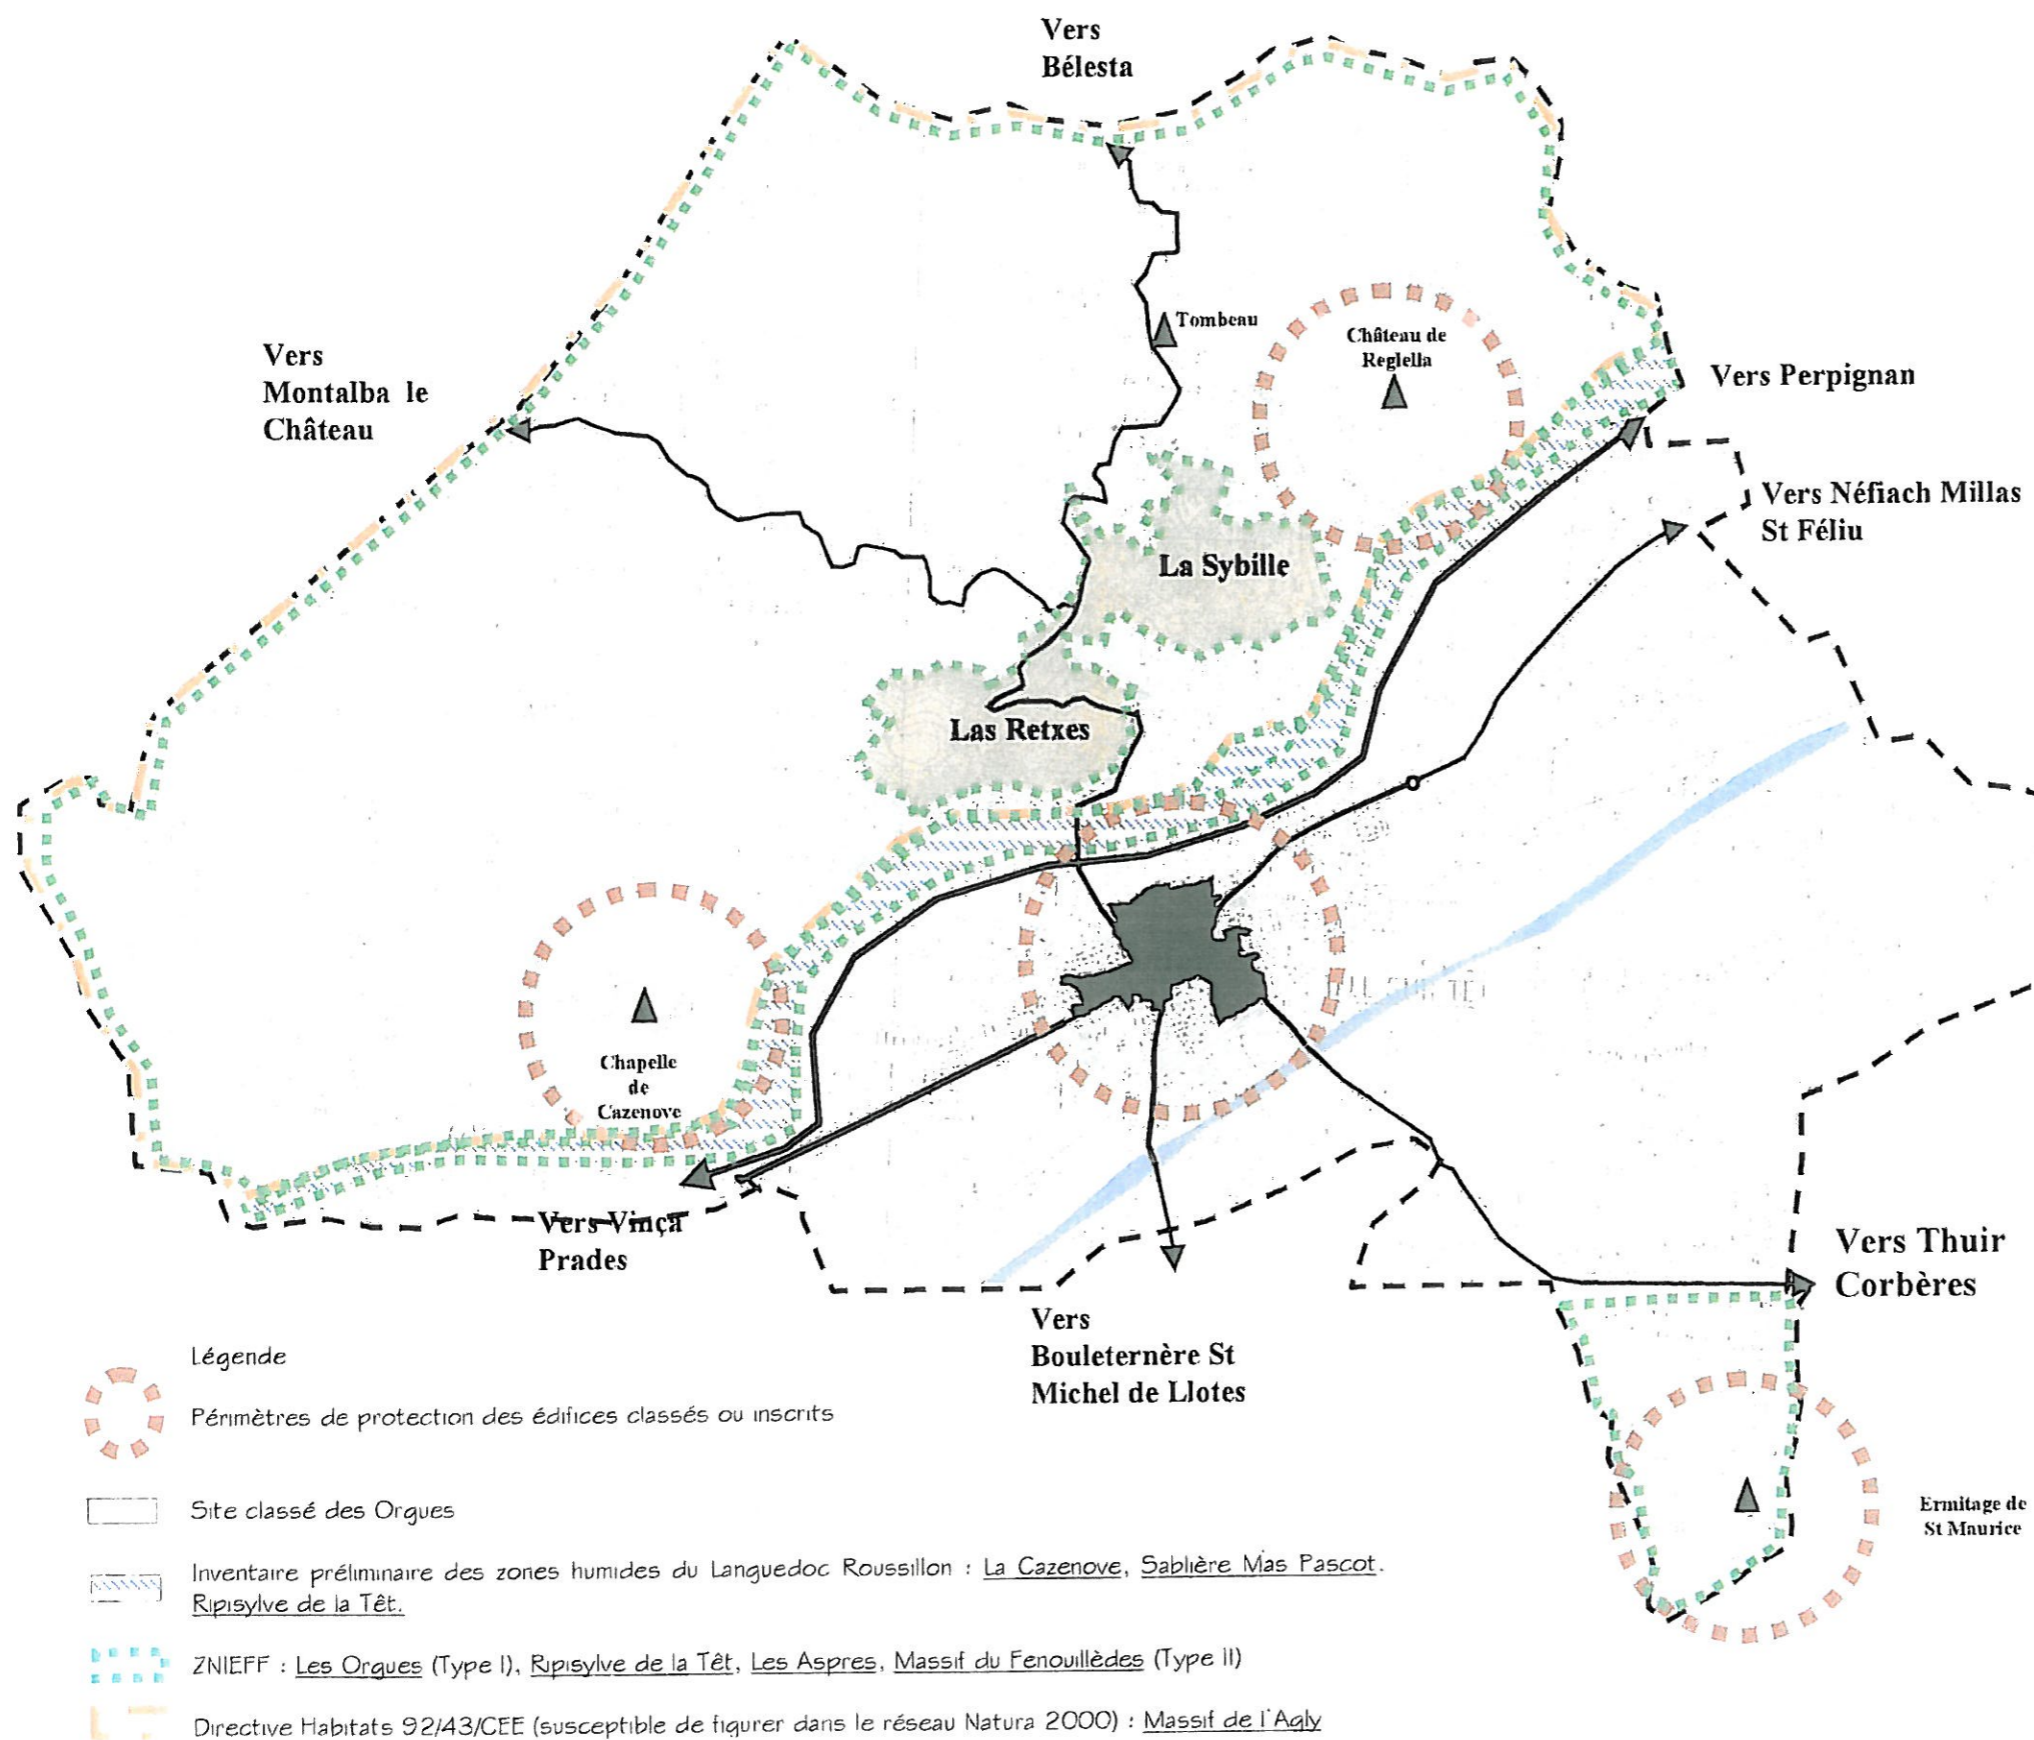 Vers
Bélesta
Tombeau
Château de
Reglella
Vers
Montalba le
Château
Vers Perpignan
Vers Néfiach Millas
St Féliu
La Sybille
Las Retxes
Chapelle
de
Cazenove
Vers Vinça
Prades
Vers Thuir
Corbères
Vers
Bouleternère St
Michel de Llotes
Ermitage de
St Maurice
Légende
Périmètres de protection des édifices classés ou inscrits
Site classé des Orgues
Inventaire préliminaire des zones humides du Languedoc Roussillon : La Cazenove, Sablière Mas Pascot.
Ripisylve de la Têt.
ZNIEFF : Les Orgues (Type I), Ripisylve de la Têt, Les Aspres, Massif du Fenouillèdes (Type II)
Directive Habitats 92/43/CEE (susceptible de figurer dans le réseau Natura 2000) : Massif de l'Agly